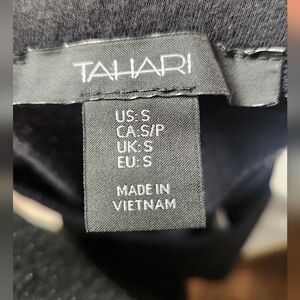 TAHARI
US: S
CA:S/P
UK: S
EU: S
MADE IN
VIETNAM